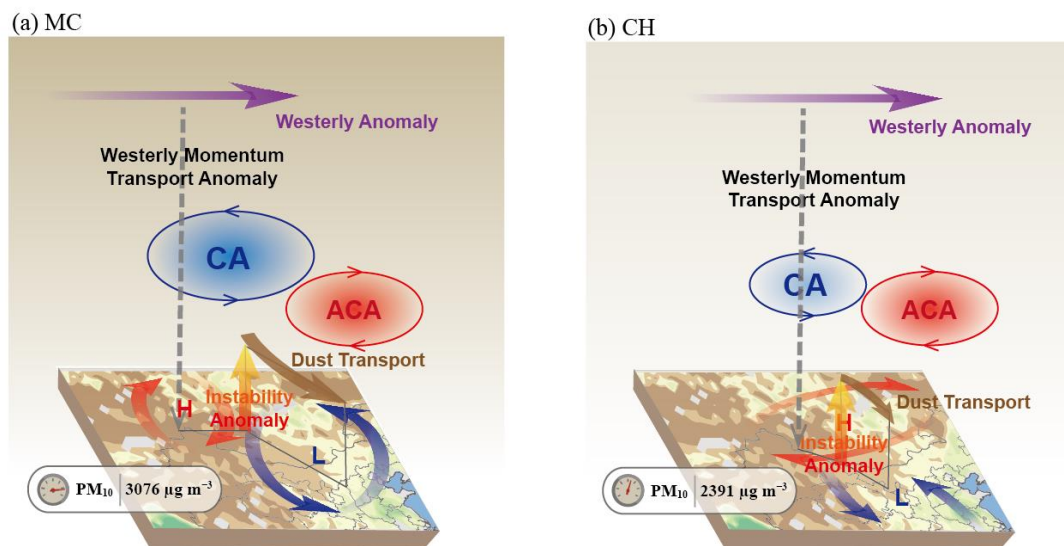 (a) MC
Westerly Anomaly
Westerly Momentum
Transport Anomaly
CA
ACA
Dust Transport
H
Instability
Anomaly
L
PM10 3076 µg m⁻³
(b) CH
Westerly Anomaly
Westerly Momentum
Transport Anomaly
CA
ACA
Dust Transport
H
Instability
Anomaly
L
PM10 2391 µg m⁻³